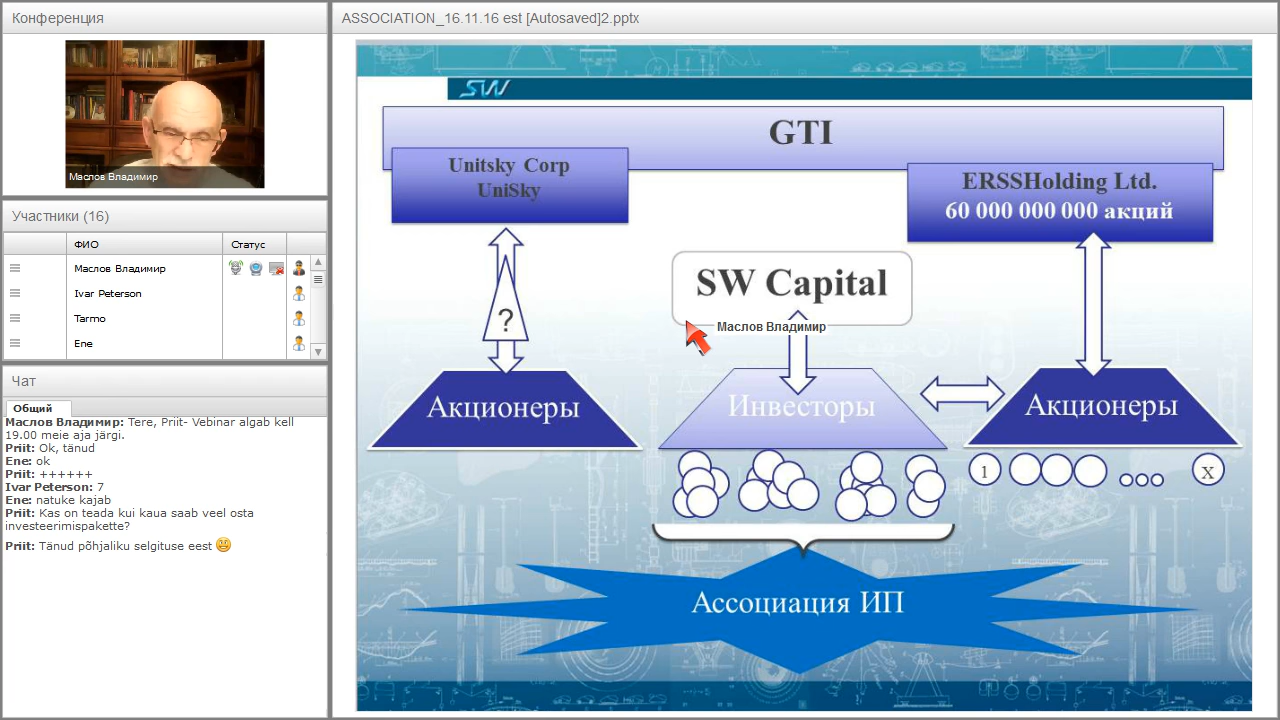 Конференция
Маслов Владимир
Участники (16)
ФИО
Статус
Маслов Владимир
Ivar Peterson
Tarmo
Ene
Чат
Общий
Маслов Владимир: Tere, Priit- Vebinar algab kell
19.00 meie aja järgi.
Priit: Ok, tänud
Ene: ok
Priit: ++++++
Ivar Peterson: 7
Ene: natuke kajab
Priit: Kas on teada kui kaua saab veel osta
investeerimispakette?
Priit: Tänud põhjaliku selgituse eest
ASSOCIATION_16.11.16 est [Autosaved]2.pptx
SW
GTI
Unitsky Corp
UniSky
ERSSHolding Ltd.
60 000 000 000 акций
SW Capital
Маслов Владимир
?
Акционеры
Инвесторы
Акционеры
1
X
Ассоциация ИП